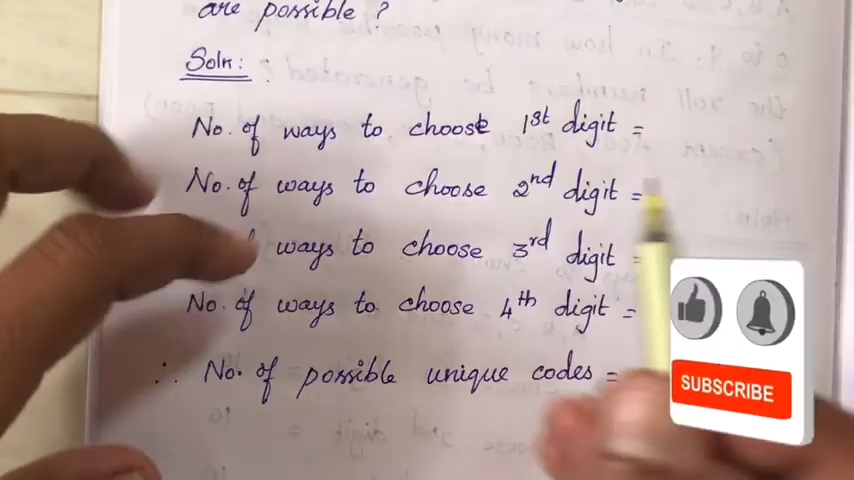 are possible ?
Soln:
No. of ways to choose 1st digit =
No. of ways to choose 2nd digit =
ways to choose 3rd digit =
No. of ways to choose 4th digit =
∴ No. of possible unique codes =
SUBSCRIBE